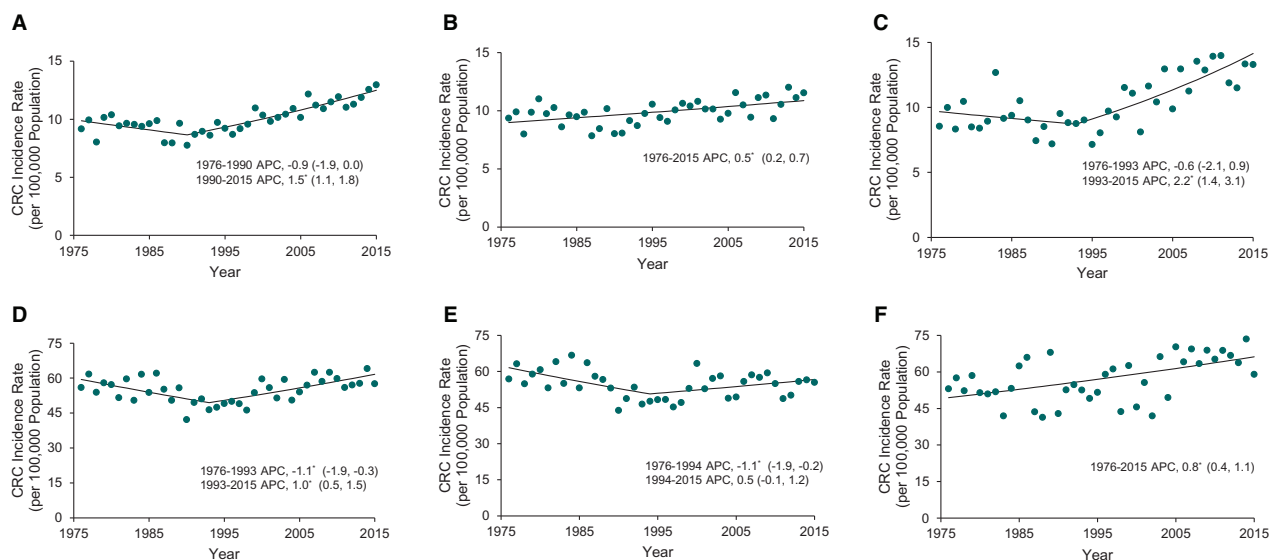 A
CRC Incidence Rate
(per 100,000 Population)
15
10
5
0
1976-1990 APC, -0.9 (-1.9, 0.0)
1990-2015 APC, 1.5* (1.1, 1.8)
1975 1985 1995 2005 2015
Year
B
CRC Incidence Rate
(per 100,000 Population)
15
10
5
0
1976-2015 APC, 0.5* (0.2, 0.7)
1975 1985 1995 2005 2015
Year
C
CRC Incidence Rate
(per 100,000 Population)
15
10
5
0
1976-1993 APC, -0.6 (-2.1, 0.9)
1993-2015 APC, 2.2* (1.4, 3.1)
1975 1985 1995 2005 2015
Year
D
CRC Incidence Rate
(per 100,000 Population)
75
60
45
30
15
0
1976-1993 APC, -1.1* (-1.9, -0.3)
1993-2015 APC, 1.0* (0.5, 1.5)
1975 1985 1995 2005 2015
Year
E
CRC Incidence Rate
(per 100,000 Population)
75
60
45
30
15
0
1976-1994 APC, -1.1* (-1.9, -0.2)
1994-2015 APC, 0.5 (-0.1, 1.2)
1975 1985 1995 2005 2015
Year
F
CRC Incidence Rate
(per 100,000 Population)
75
60
45
30
15
0
1976-2015 APC, 0.8* (0.4, 1.1)
1975 1985 1995 2005 2015
Year